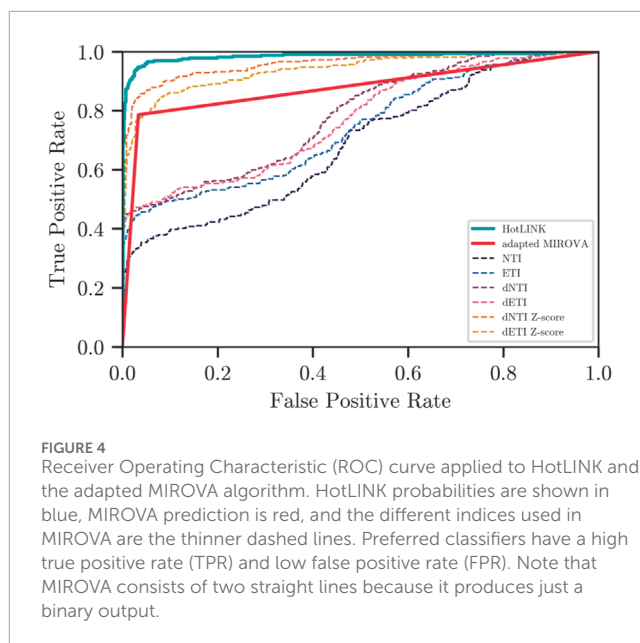 1.0
0.8
0.6
0.4
0.2
0.0
True Positive Rate
HotLINK
adapted MIROVA
NTI
ETI
dNTI
dETI
dNTI Z-score
dETI Z-score
0.0 0.2 0.4 0.6 0.8 1.0
False Positive Rate
FIGURE 4
Receiver Operating Characteristic (ROC) curve applied to HotLINK and
the adapted MIROVA algorithm. HotLINK probabilities are shown in
blue, MIROVA prediction is red, and the different indices used in
MIROVA are the thinner dashed lines. Preferred classifiers have a high
true positive rate (TPR) and low false positive rate (FPR). Note that
MIROVA consists of two straight lines because it produces just a
binary output.